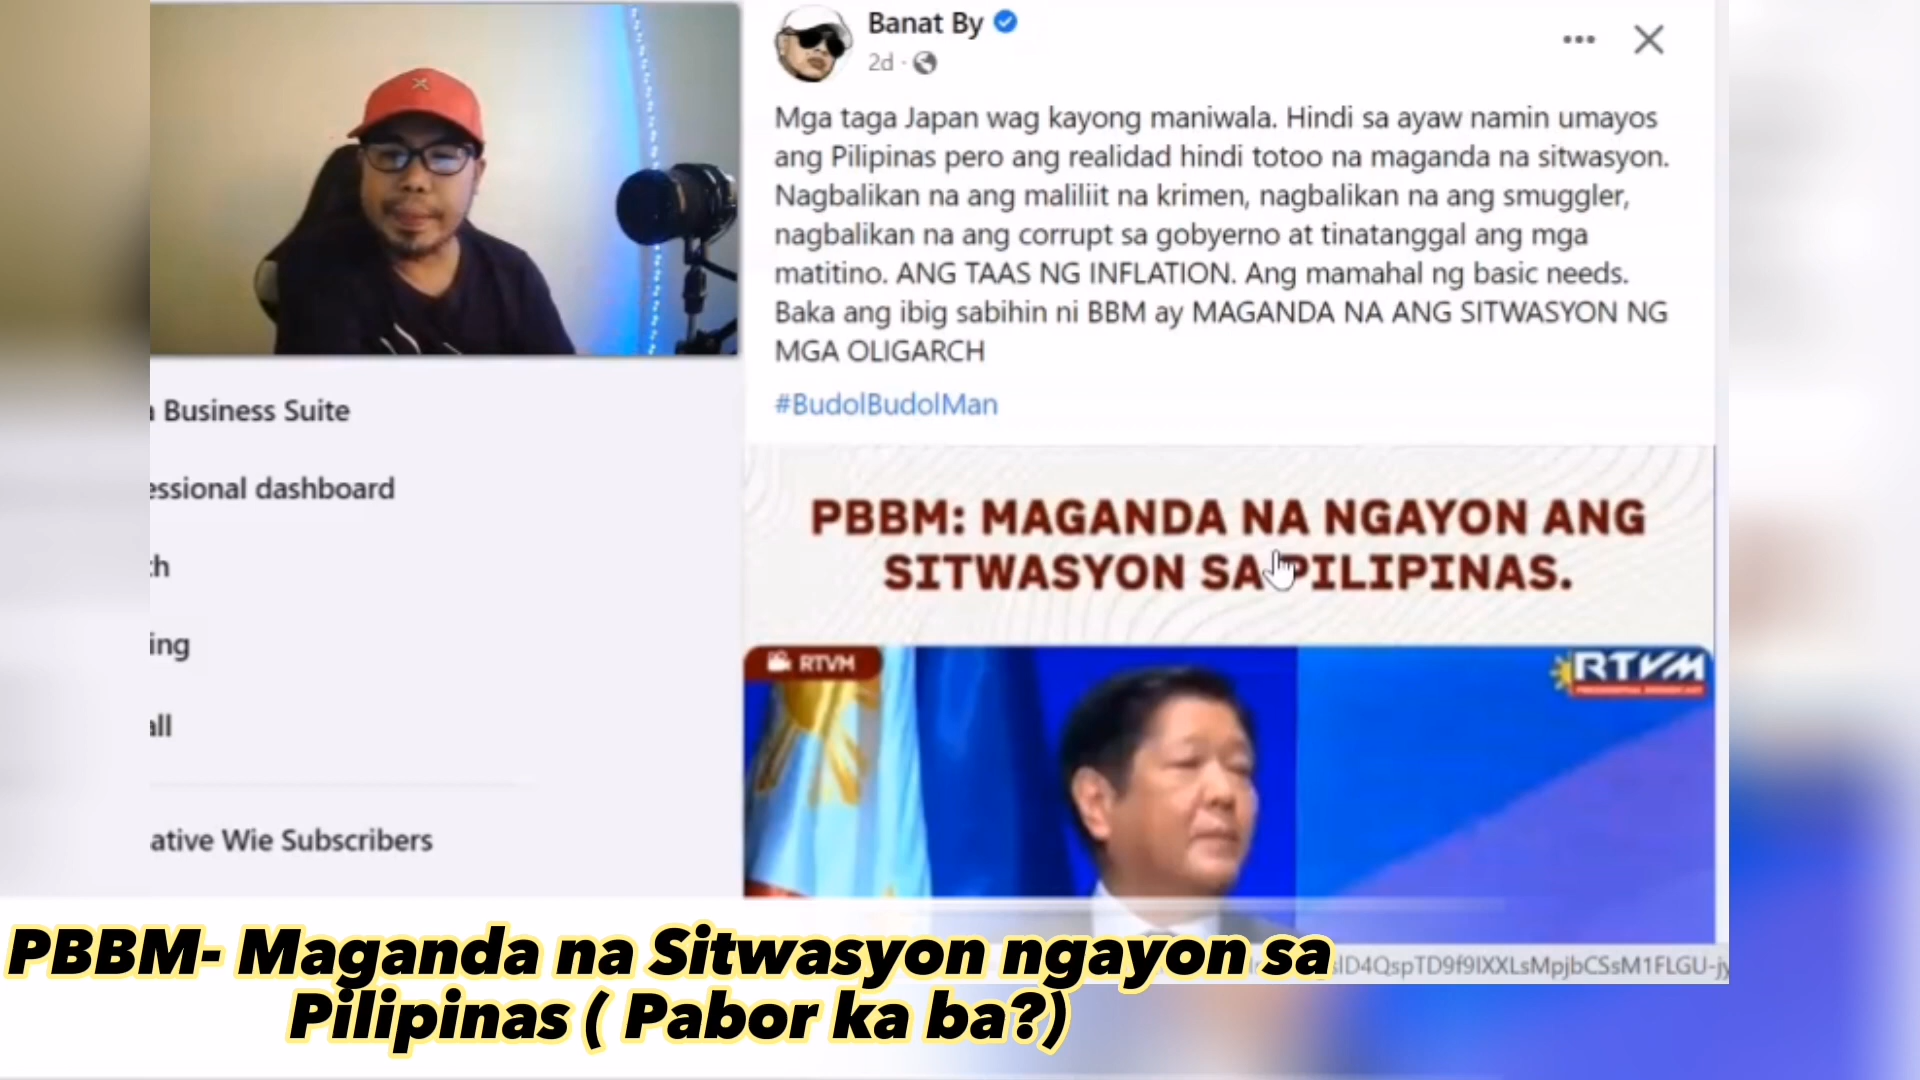 Banat By
2d
Mga taga Japan wag kayong maniwala. Hindi sa ayaw namin umayos
ang Pilipinas pero ang realidad hindi totoo na maganda na sitwasyon.
Nagbalikan na ang maliliit na krimen, nagbalikan na ang smuggler,
nagbalikan na ang corrupt sa gobyerno at tinatanggal ang mga
matitino. ANG TAAS NG INFLATION. Ang mamahal ng basic needs.
Baka ang ibig sabihin ni BBM ay MAGANDA NA ANG SITWASYON NG
MGA OLIGARCH
#BudolBudolMan
PBBM: MAGANDA NA NGAYON ANG
SITWASYON SA PILIPINAS.
RTVM
RTVM
Business Suite
essional dashboard
ch
ing
all
ative Wie Subscribers
PBBM- Maganda na Sitwasyon ngayon sa
Pilipinas ( Pabor ka ba?)